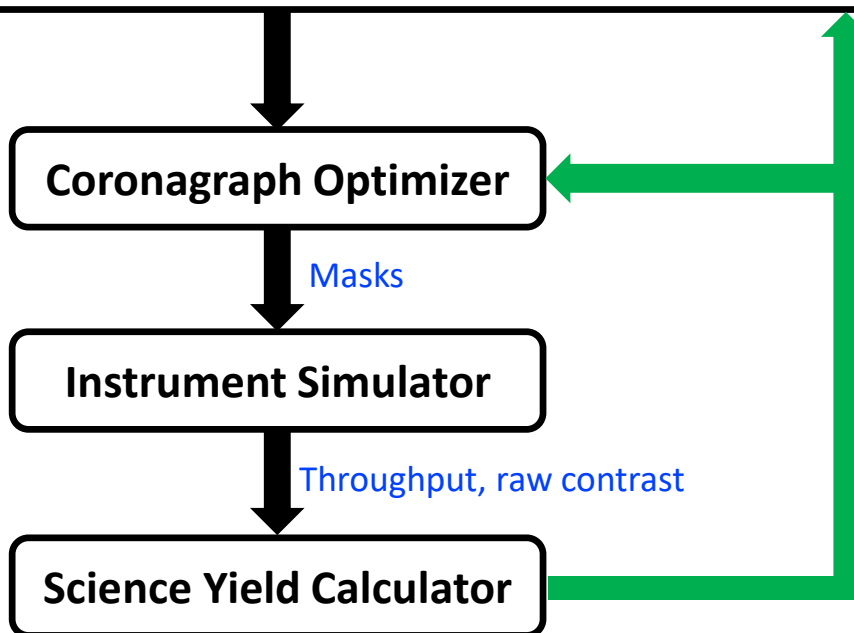 Coronagraph Optimizer
Masks
Instrument Simulator
Throughput, raw contrast
Science Yield Calculator